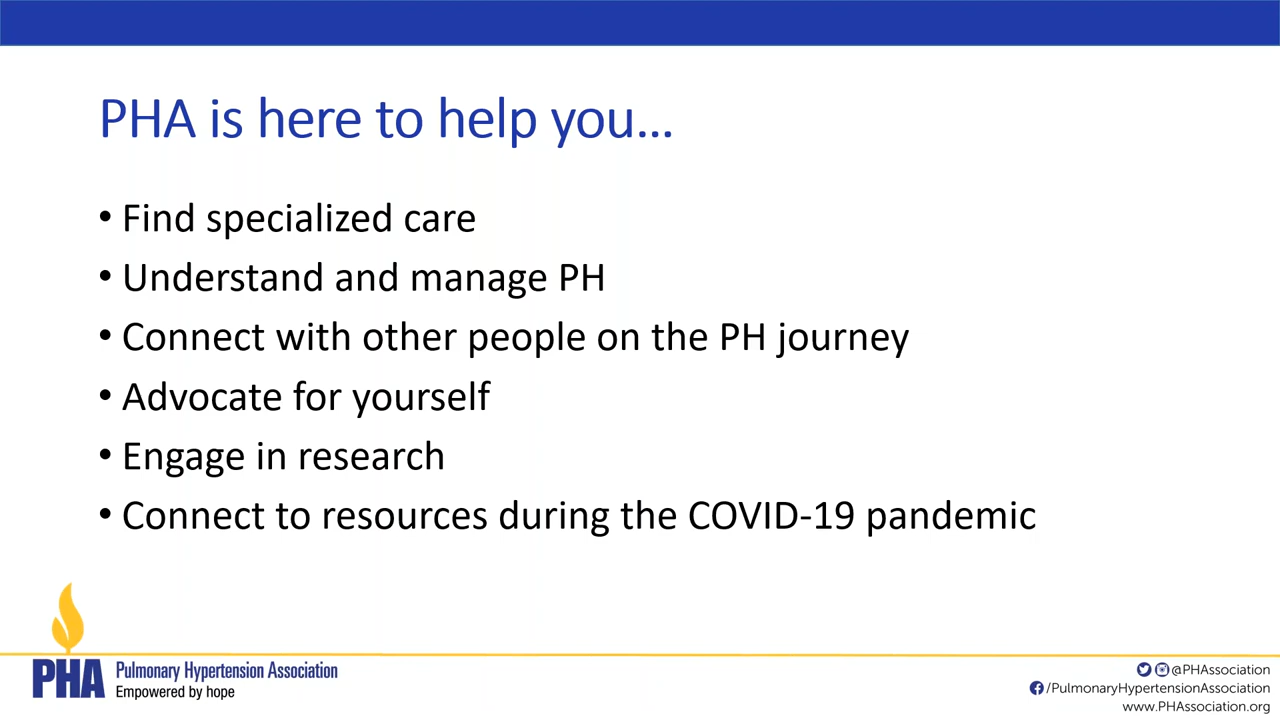 PHA is here to help you...
• Find specialized care
• Understand and manage PH
• Connect with other people on the PH journey
• Advocate for yourself
• Engage in research
• Connect to resources during the COVID-19 pandemic
PHA
Pulmonary Hypertension Association
Empowered by hope
@PHAssociation
/PulmonaryHypertensionAssociation
www.PHAssociation.org